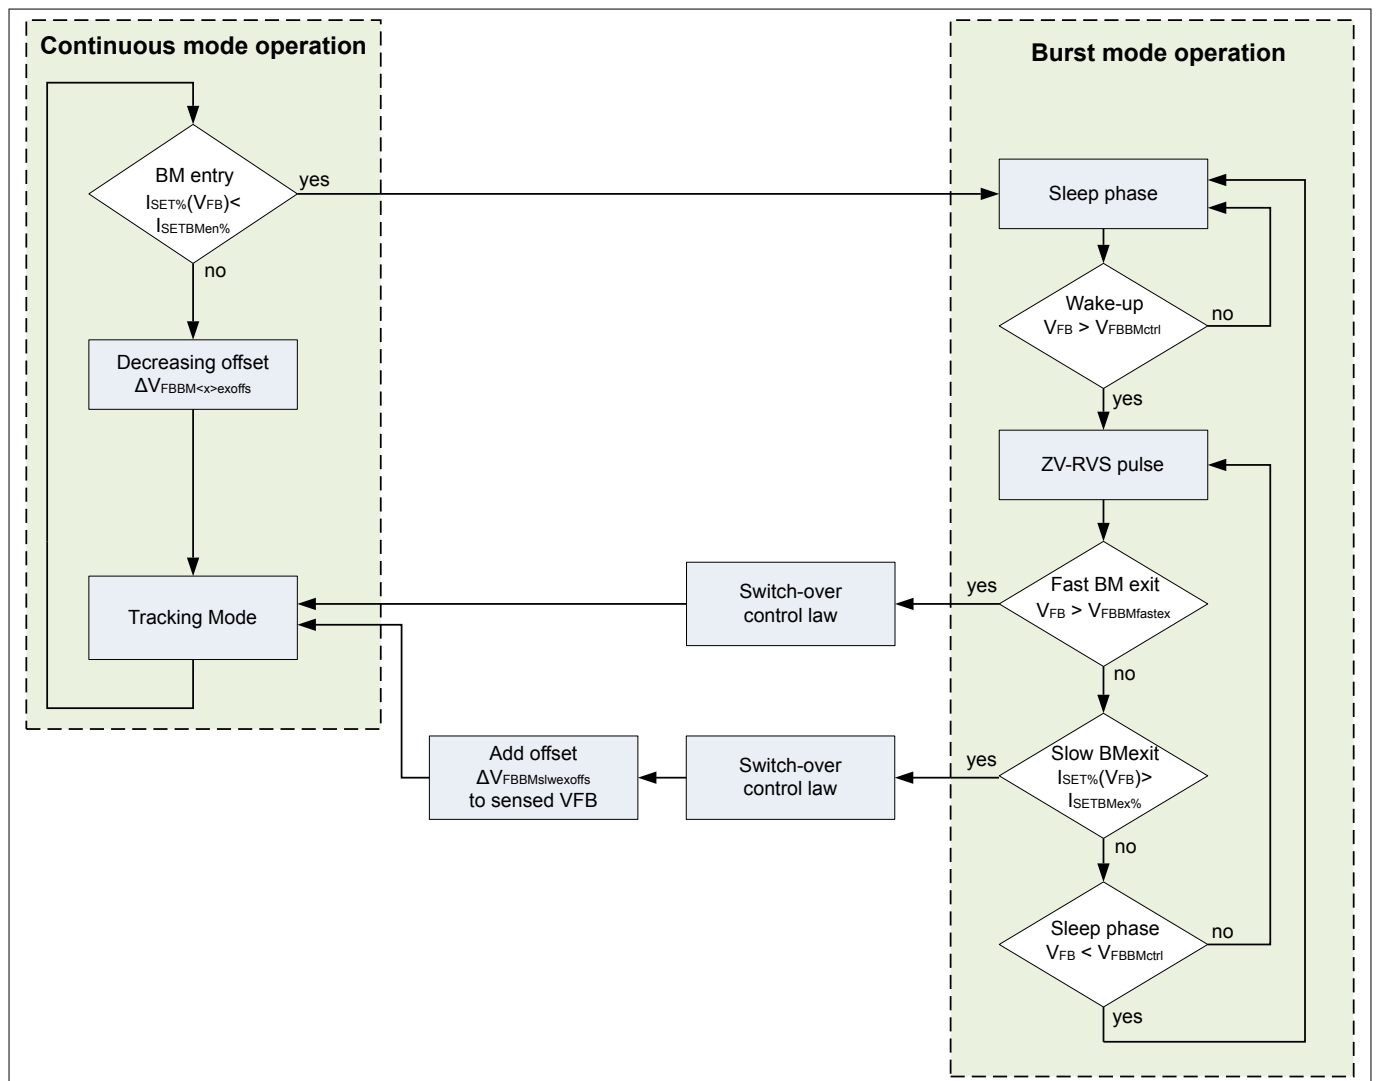 Continuous mode operation
BM entry
ISET%(VFB)<
ISETBMen%
yes
no
Decreasing offset
ΔVFBBM<x>exoffs
Tracking Mode
Switch-over
control law
Add offset
ΔVFBBMslwexoffs
to sensed VFB
Switch-over
control law
Burst mode operation
Sleep phase
Wake-up
VFB > VFBBMctrl
no
yes
ZV-RVS pulse
Fast BM exit
VFB > VFBBMfastex
yes
no
Slow BMexit
ISET%(VFB)>
ISETBMex%
yes
no
Sleep phase
VFB < VFBBMctrl
no
yes